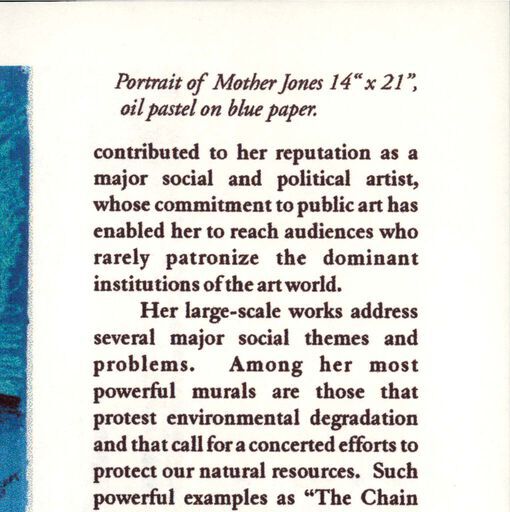 Portrait of Mother Jones 14“ x 21”,
oil pastel on blue paper.
contributed to her reputation as a
major social and political artist,
whose commitment to public art has
enabled her to reach audiences who
rarely patronize the dominant
institutions of the art world.
Her large-scale works address
several major social themes and
problems. Among her most
powerful murals are those that
protest environmental degradation
and that call for a concerted efforts to
protect our natural resources. Such
powerful examples as “The Chain